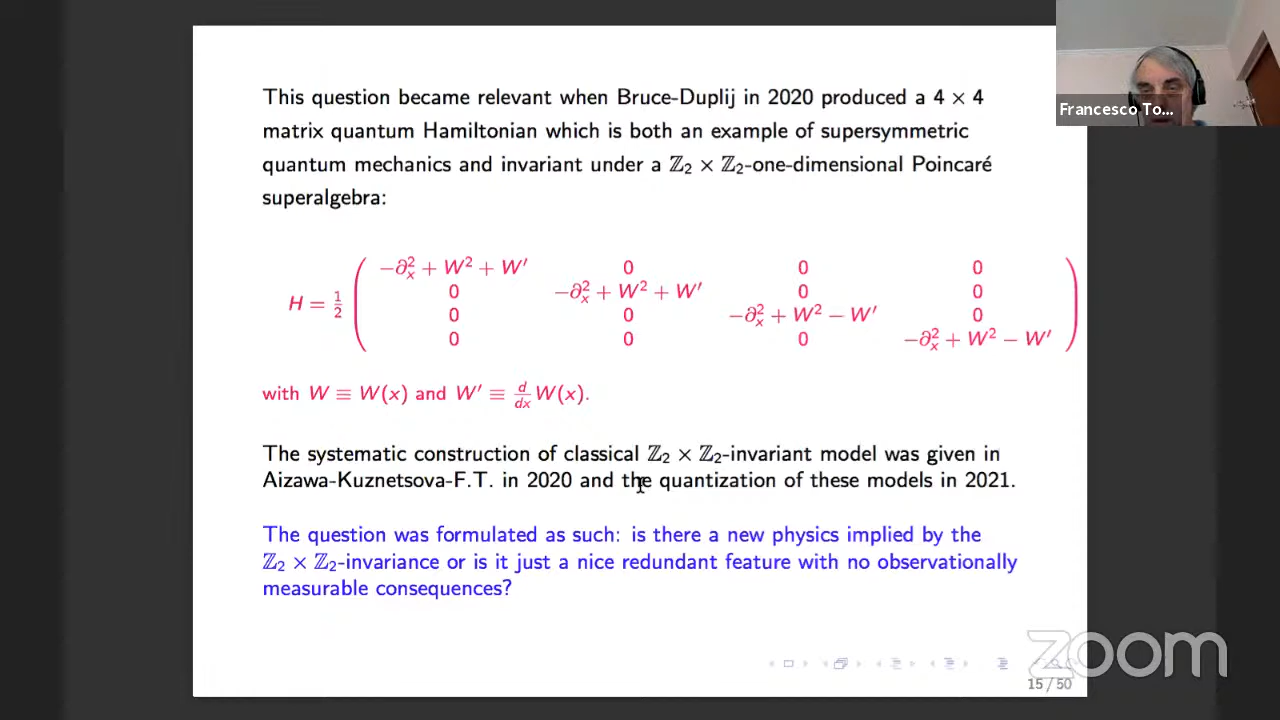 This question became relevant when Bruce-Duplij in 2020 produced a 4 × 4
matrix quantum Hamiltonian which is both an example of supersymmetric
quantum mechanics and invariant under a ℤ₂ × ℤ₂-one-dimensional Poincaré
superalgebra:
H = ½ ( −∂ₓ² + W² + W′ 0 0 0
0 −∂ₓ² + W² + W′ 0 0
0 0 −∂ₓ² + W² − W′ 0
0 0 0 −∂ₓ² + W² − W′ )
with W ≡ W(x) and W′ ≡ d/dx W(x).
The systematic construction of classical ℤ₂ × ℤ₂-invariant model was given in
Aizawa-Kuznetsova-F.T. in 2020 and the quantization of these models in 2021.
The question was formulated as such: is there a new physics implied by the
ℤ₂ × ℤ₂-invariance or is it just a nice redundant feature with no observationally
measurable consequences?
15 / 50
Francesco To...
zoom